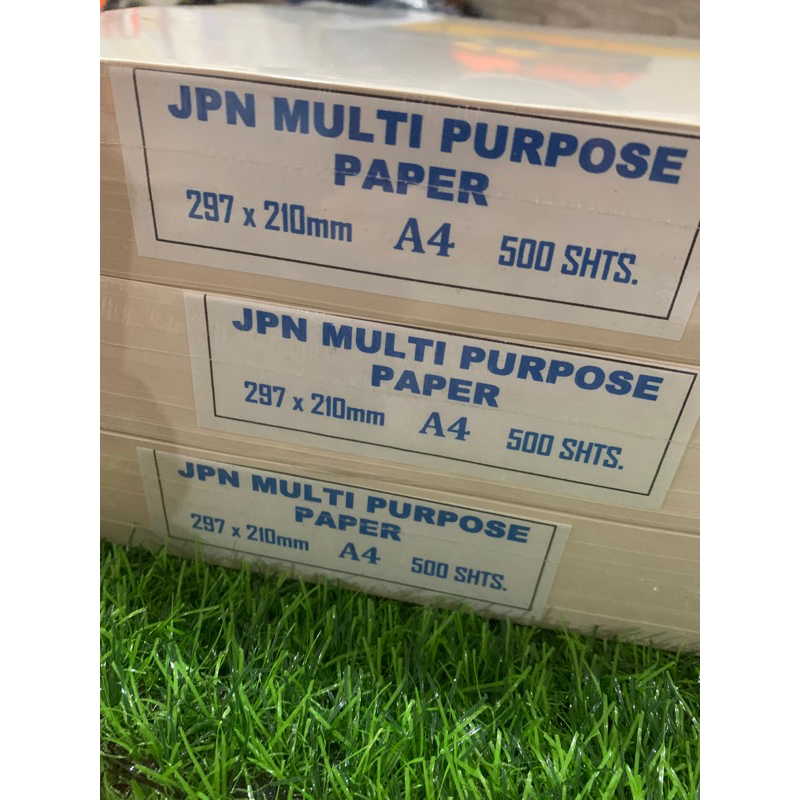 JPN MULTI PURPOSE
PAPER
297 x 210mm A4 500 SHTS.
JPN MULTI PURPOSE
PAPER
297 x 210mm A4 500 SHTS.
JPN MULTI PURPOSE
PAPER
297 x 210mm A4 500 SHTS.